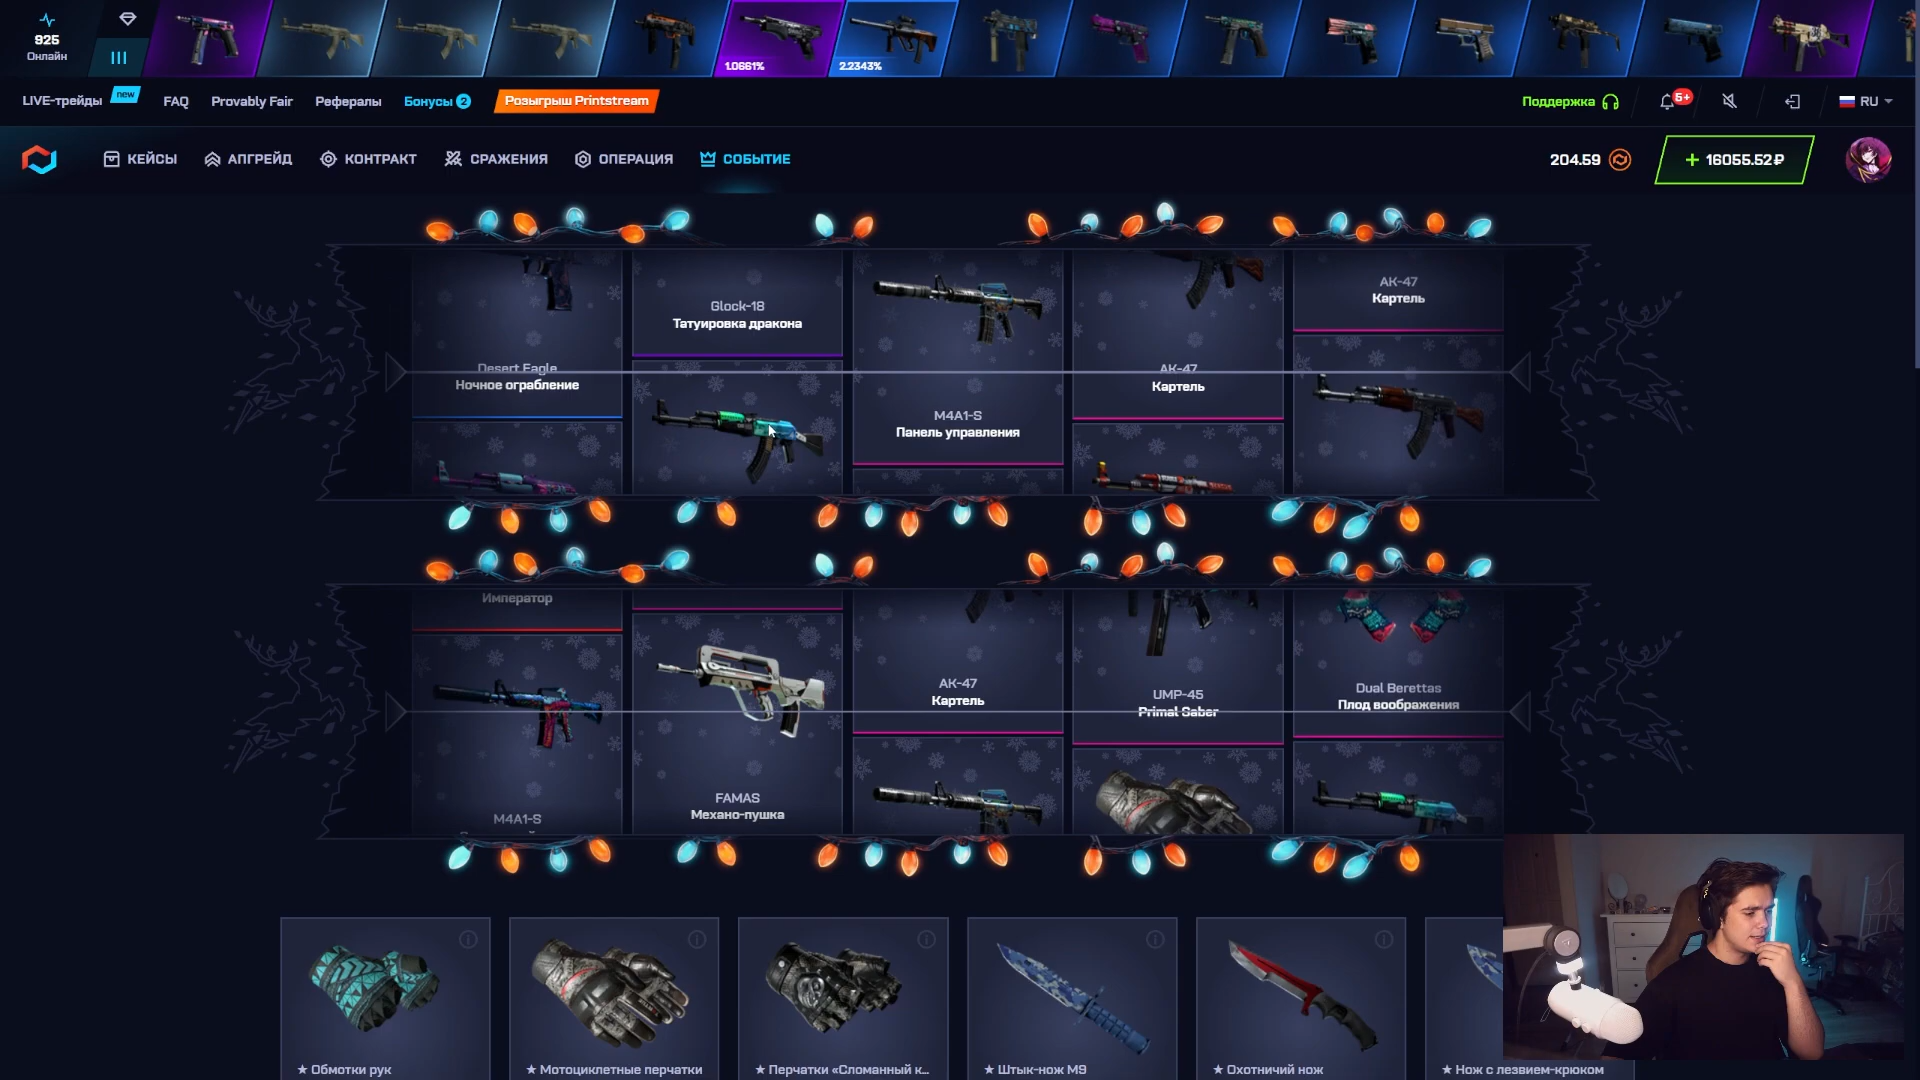 925
Онлайн
1.0661%
2.2343%
LIVE-трейды new
FAQ
Provably Fair
Рефералы
Бонусы 2
Розыгрыш Printstream
Поддержка
5+
RU
КЕЙСЫ
АПГРЕЙД
КОНТРАКТ
СРАЖЕНИЯ
ОПЕРАЦИЯ
СОБЫТИЕ
204.59
+ 16055.52₽
Desert Eagle
Ночное ограбление
Glock-18
Татуировка дракона
M4A1-S
Панель управления
AK-47
Картель
AK-47
Картель
Император
M4A1-S
FAMAS
Механо-пушка
AK-47
Картель
UMP-45
Primal Saber
Dual Berettas
Плод воображения
★ Обмотки рук
★ Мотоциклетные перчатки
★ Перчатки «Сломанный к...
★ Штык-нож M9
★ Охотничий нож
★ Нож с лезвием-крюком